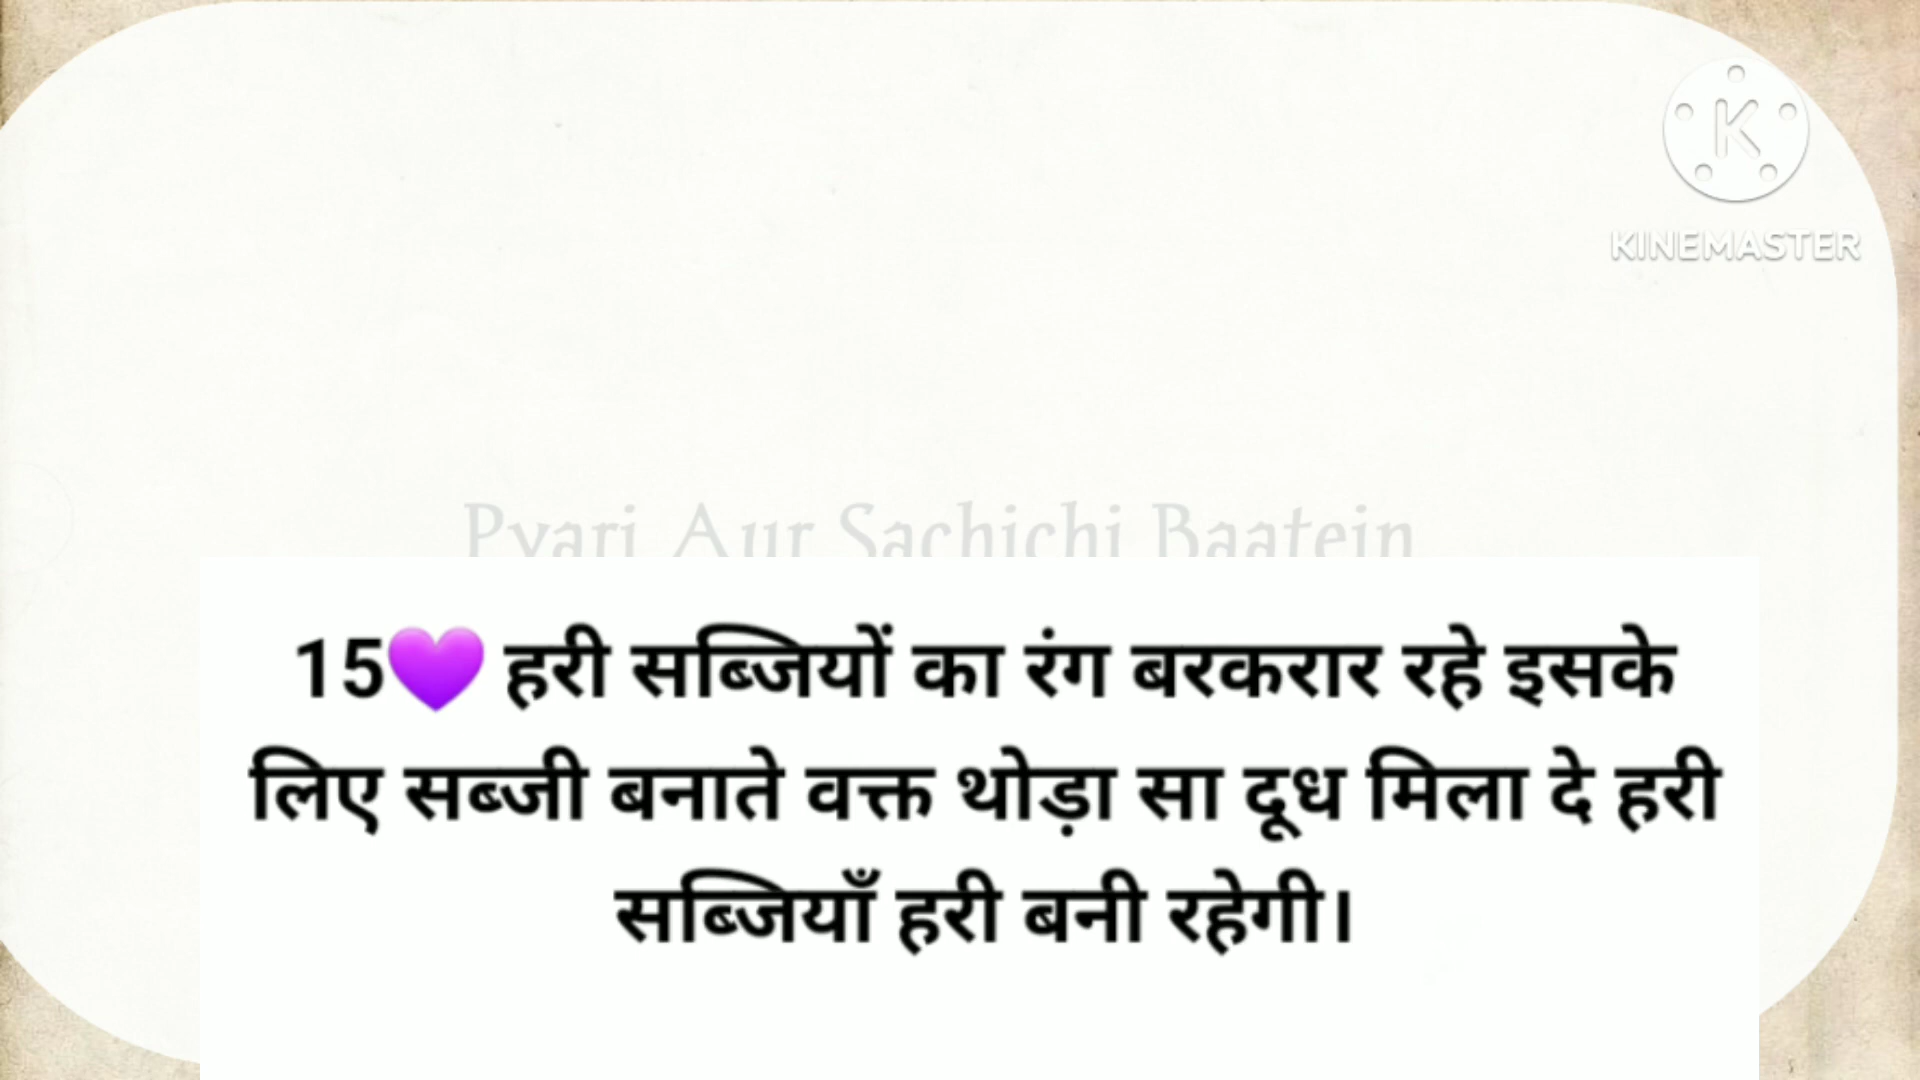 KINEMASTER
Pyari Aur Sachichi Baatein
15💜 हरी सब्जियों का रंग बरकरार रहे इसके
लिए सब्जी बनाते वक्त थोड़ा सा दूध मिला दे हरी
सब्जियाँ हरी बनी रहेगी।